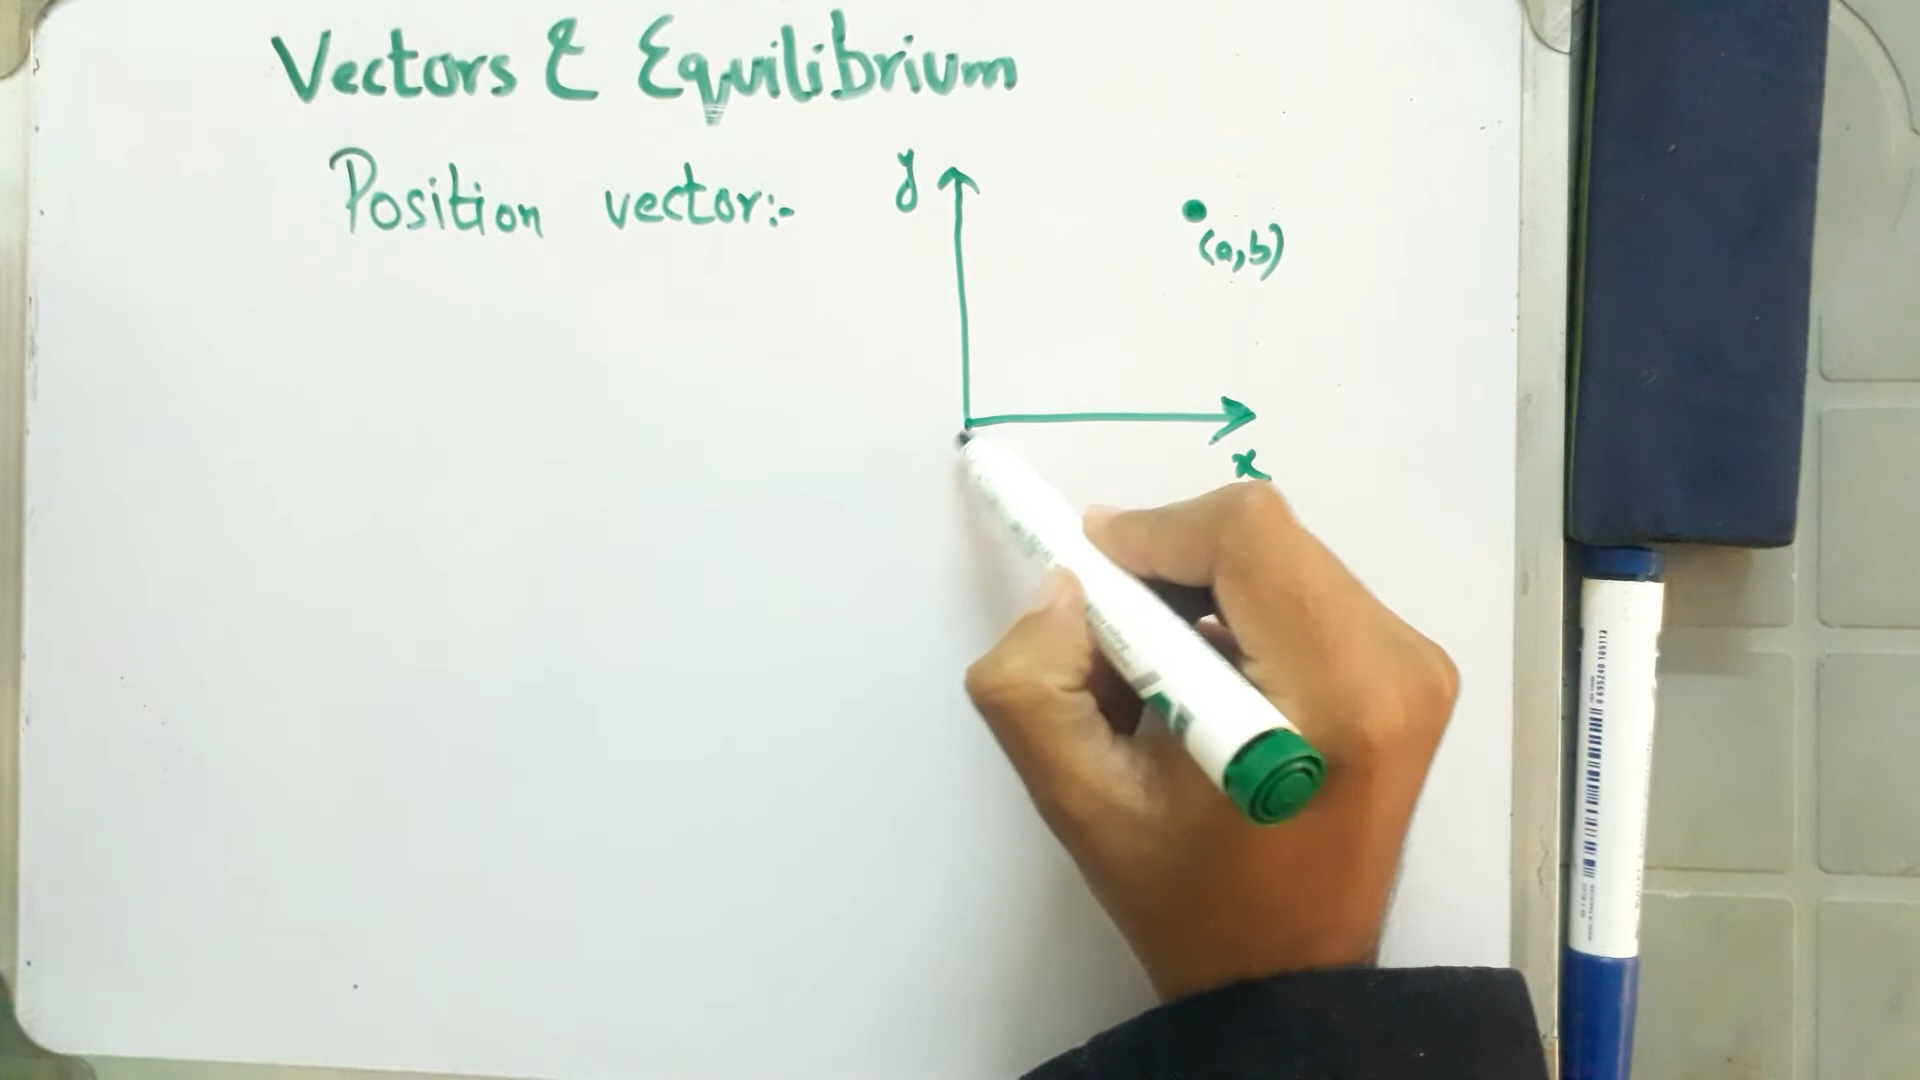 Vectors & Equilibrium
Position vector:-
y
(a,b)
x